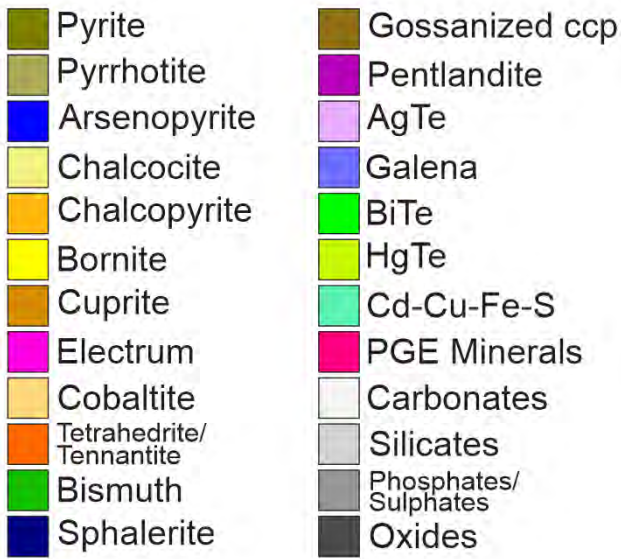 Pyrite
Pyrrhotite
Arsenopyrite
Chalcocite
Chalcopyrite
Bornite
Cuprite
Electrum
Cobaltite
Tetrahedrite/
Tennantite
Bismuth
Sphalerite
Gossanized ccp
Pentlandite
AgTe
Galena
BiTe
HgTe
Cd-Cu-Fe-S
PGE Minerals
Carbonates
Silicates
Phosphates/
Sulphates
Oxides